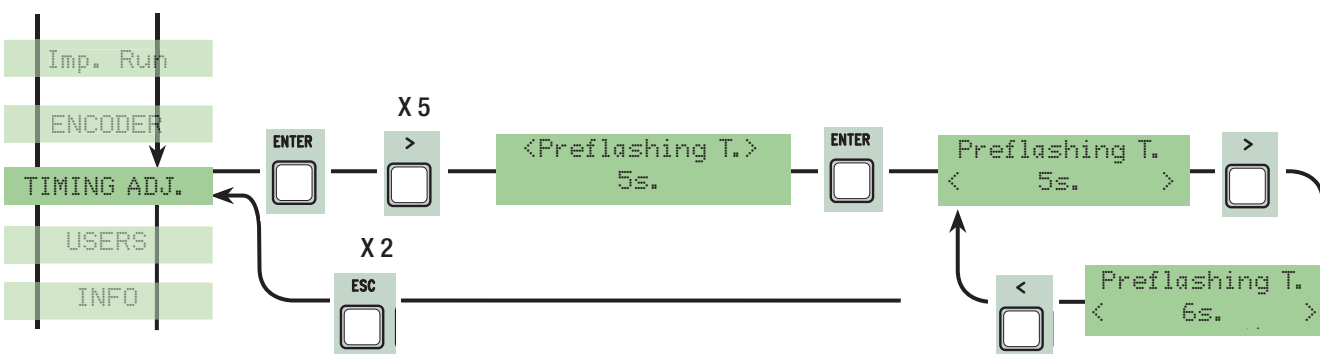 Imp. Run
ENCODER
TIMING ADJ.
USERS
INFO
ENTER
X 5
>
<Preflashing T.>
5s.
ENTER
Preflashing T.
< 5s. >
>
X 2
ESC
<
Preflashing T.
< 6s. >